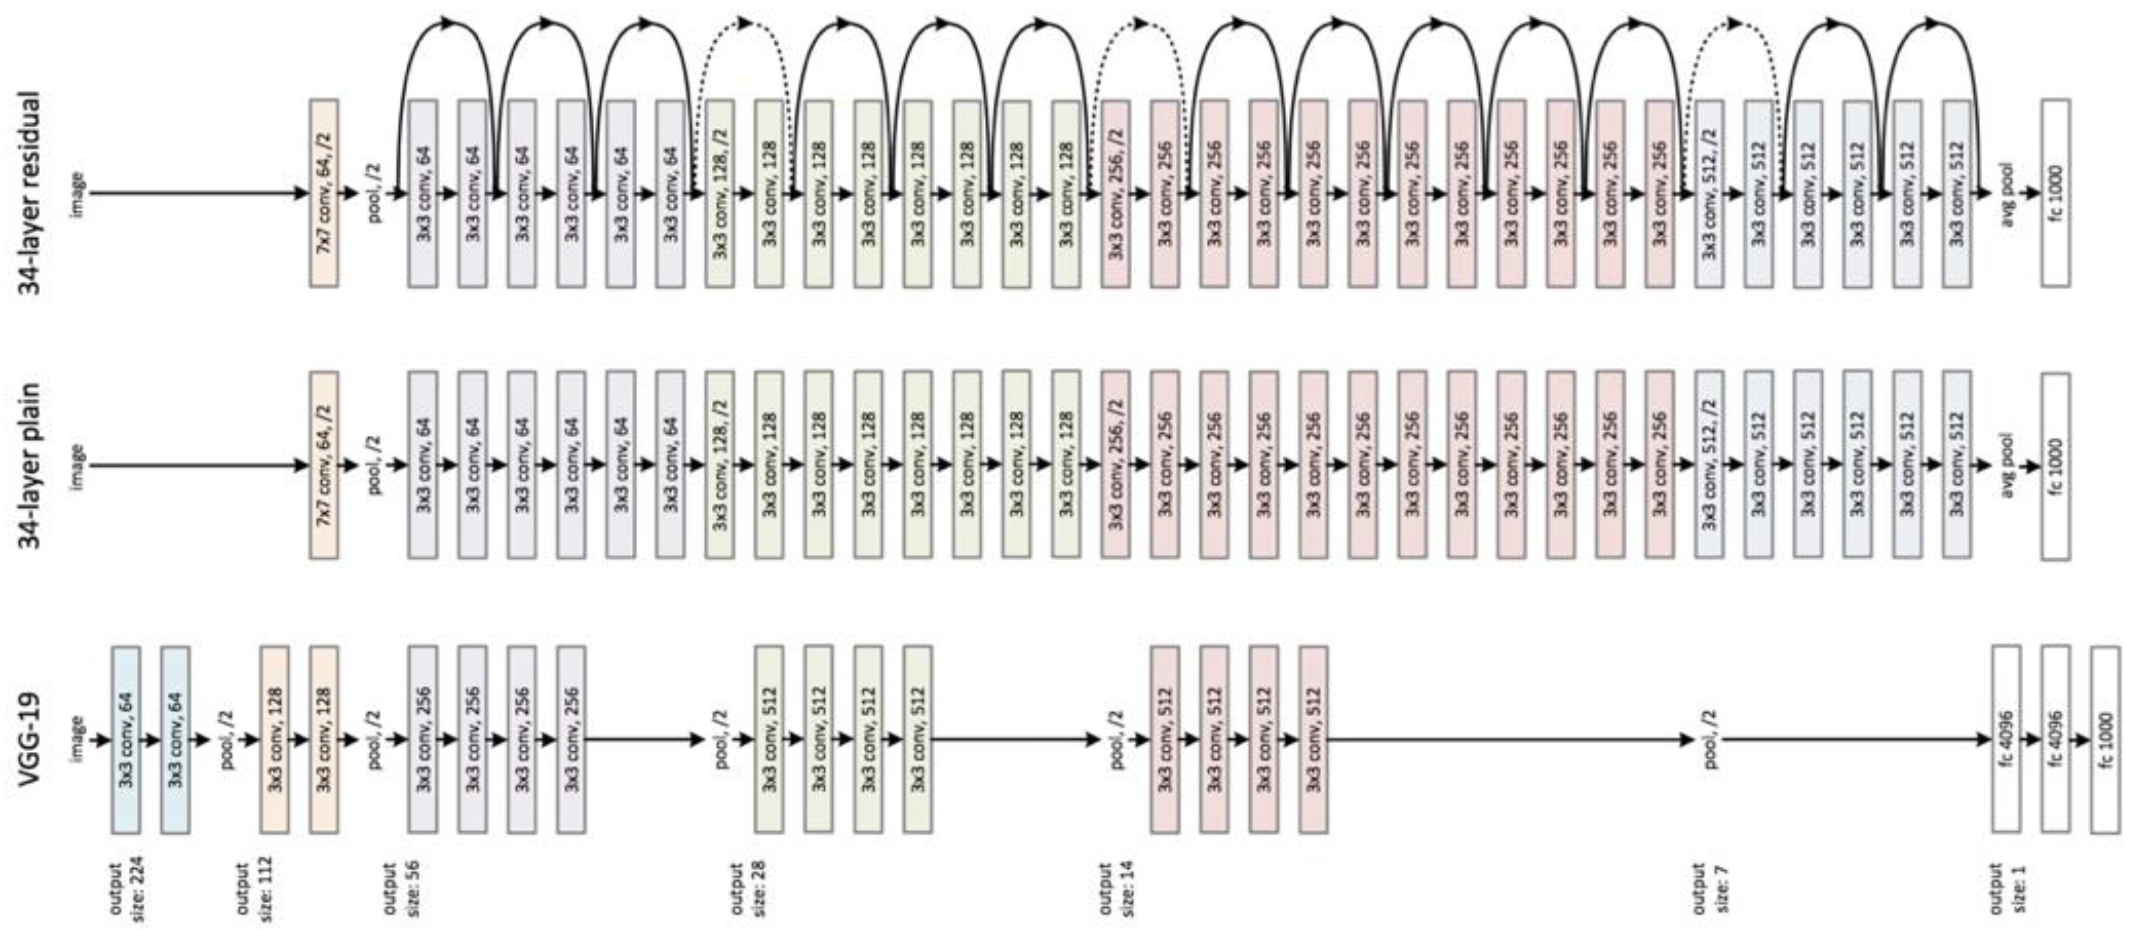 34-layer residual
image
7x7 conv, 64, /2
pool, /2
3x3 conv, 64
3x3 conv, 64
3x3 conv, 64
3x3 conv, 64
3x3 conv, 64
3x3 conv, 64
3x3 conv, 128, /2
3x3 conv, 128
3x3 conv, 128
3x3 conv, 128
3x3 conv, 128
3x3 conv, 128
3x3 conv, 128
3x3 conv, 128
3x3 conv, 256, /2
3x3 conv, 256
3x3 conv, 256
3x3 conv, 256
3x3 conv, 256
3x3 conv, 256
3x3 conv, 256
3x3 conv, 256
3x3 conv, 256
3x3 conv, 256
3x3 conv, 256
3x3 conv, 256
3x3 conv, 512, /2
3x3 conv, 512
3x3 conv, 512
3x3 conv, 512
3x3 conv, 512
3x3 conv, 512
avg pool
fc 1000
34-layer plain
image
7x7 conv, 64, /2
pool, /2
3x3 conv, 64
3x3 conv, 64
3x3 conv, 64
3x3 conv, 64
3x3 conv, 64
3x3 conv, 64
3x3 conv, 128, /2
3x3 conv, 128
3x3 conv, 128
3x3 conv, 128
3x3 conv, 128
3x3 conv, 128
3x3 conv, 128
3x3 conv, 128
3x3 conv, 256, /2
3x3 conv, 256
3x3 conv, 256
3x3 conv, 256
3x3 conv, 256
3x3 conv, 256
3x3 conv, 256
3x3 conv, 256
3x3 conv, 256
3x3 conv, 256
3x3 conv, 256
3x3 conv, 256
3x3 conv, 512, /2
3x3 conv, 512
3x3 conv, 512
3x3 conv, 512
3x3 conv, 512
3x3 conv, 512
avg pool
fc 1000
VGG-19
image
3x3 conv, 64
3x3 conv, 64
pool, /2
3x3 conv, 128
3x3 conv, 128
pool, /2
3x3 conv, 256
3x3 conv, 256
3x3 conv, 256
3x3 conv, 256
pool, /2
3x3 conv, 512
3x3 conv, 512
3x3 conv, 512
3x3 conv, 512
pool, /2
3x3 conv, 512
3x3 conv, 512
3x3 conv, 512
3x3 conv, 512
pool, /2
fc 4096
fc 4096
fc 1000
output
size: 224
output
size: 112
output
size: 56
output
size: 28
output
size: 14
output
size: 7
output
size: 1